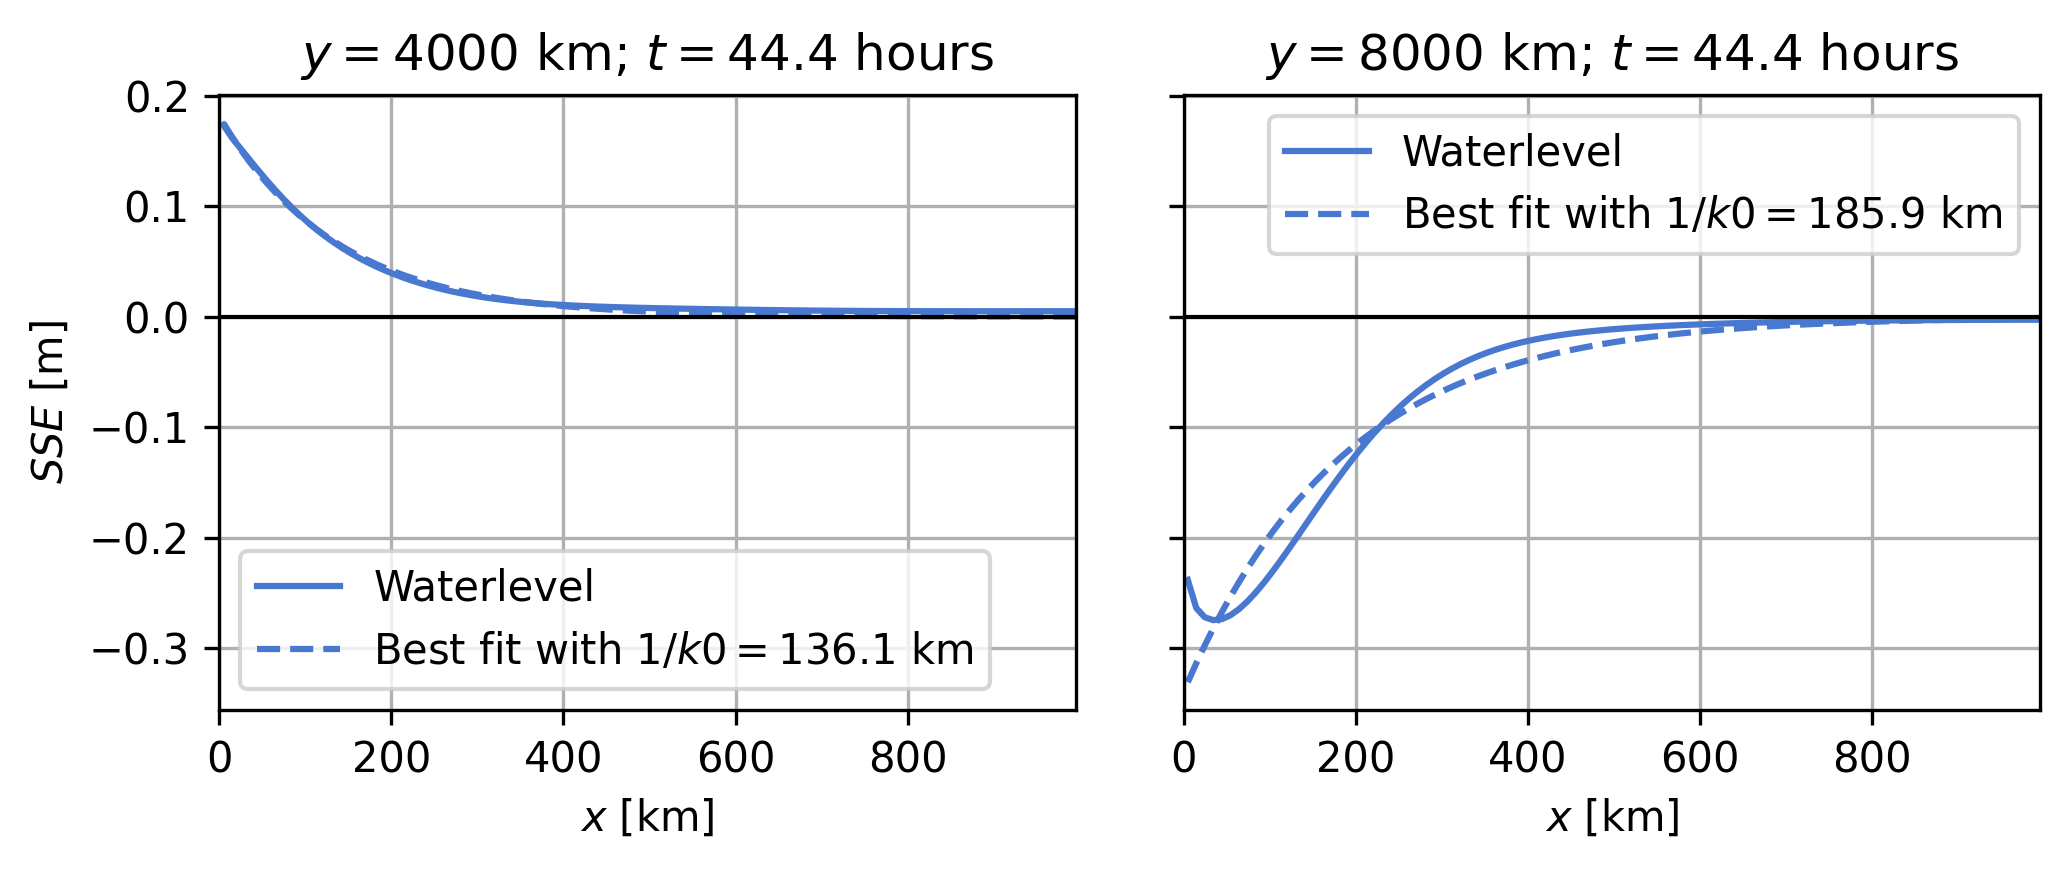 y = 4000 km; t = 44.4 hours
0.2
0.1
0.0
−0.1
−0.2
−0.3
SSE [m]
Waterlevel
Best fit with 1/k0 = 136.1 km
0 200 400 600 800
x [km]
y = 8000 km; t = 44.4 hours
Waterlevel
Best fit with 1/k0 = 185.9 km
0 200 400 600 800
x [km]